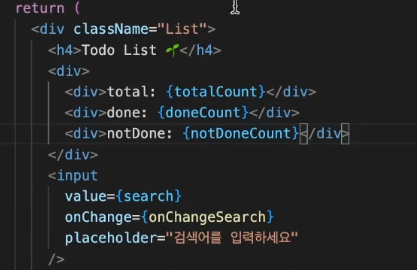 return (
<div className="List">
<h4>Todo List 🌱</h4>
<div>
<div>total: {totalCount}</div>
<div>done: {doneCount}</div>
<div>notDone: {notDoneCount}</div>
</div>
<input
value={search}
onChange={onChangeSearch}
placeholder="검색어를 입력하세요"
/>